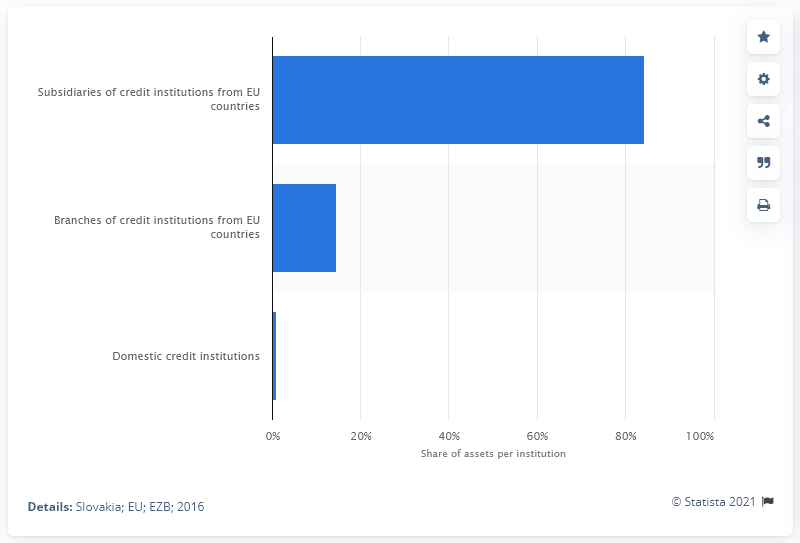 Subsidiaries of credit institutions from EU
countries
Branches of credit institutions from EU
countries
Domestic credit institutions
0% 20% 40% 60% 80% 100%
Share of assets per institution
Details: Slovakia; EU; EZB; 2016
© Statista 2021